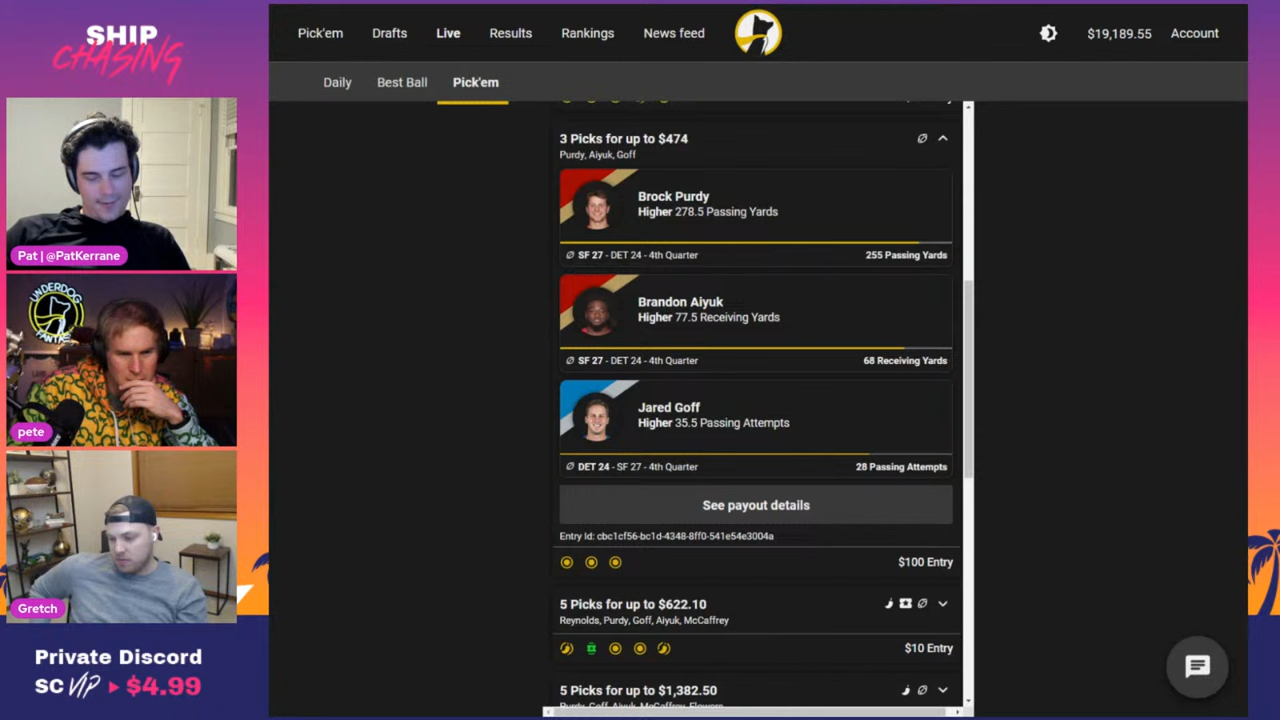 SHIP
CHASING
Pick'em
Drafts
Live
Results
Rankings
News feed
$19,189.55
Account
Daily
Best Ball
Pick'em
3 Picks for up to $474
Purdy, Aiyuk, Goff
Brock Purdy
Higher 278.5 Passing Yards
SF 27 - DET 24 - 4th Quarter
255 Passing Yards
Brandon Aiyuk
Higher 77.5 Receiving Yards
SF 27 - DET 24 - 4th Quarter
68 Receiving Yards
Jared Goff
Higher 35.5 Passing Attempts
DET 24 - SF 27 - 4th Quarter
28 Passing Attempts
See payout details
Entry Id: cbc1cf56-bc1d-4348-8ff0-541e54e3004a
$100 Entry
5 Picks for up to $622.10
Reynolds, Purdy, Goff, Aiyuk, McCaffrey
$10 Entry
5 Picks for up to $1,382.50
Purdy, Goff, Aiyuk, McCaffrey, Flowers
Pat | @PatKerrane
UNDERDOG
pete
Gretch
Private Discord
SC VIP ▸ $4.99